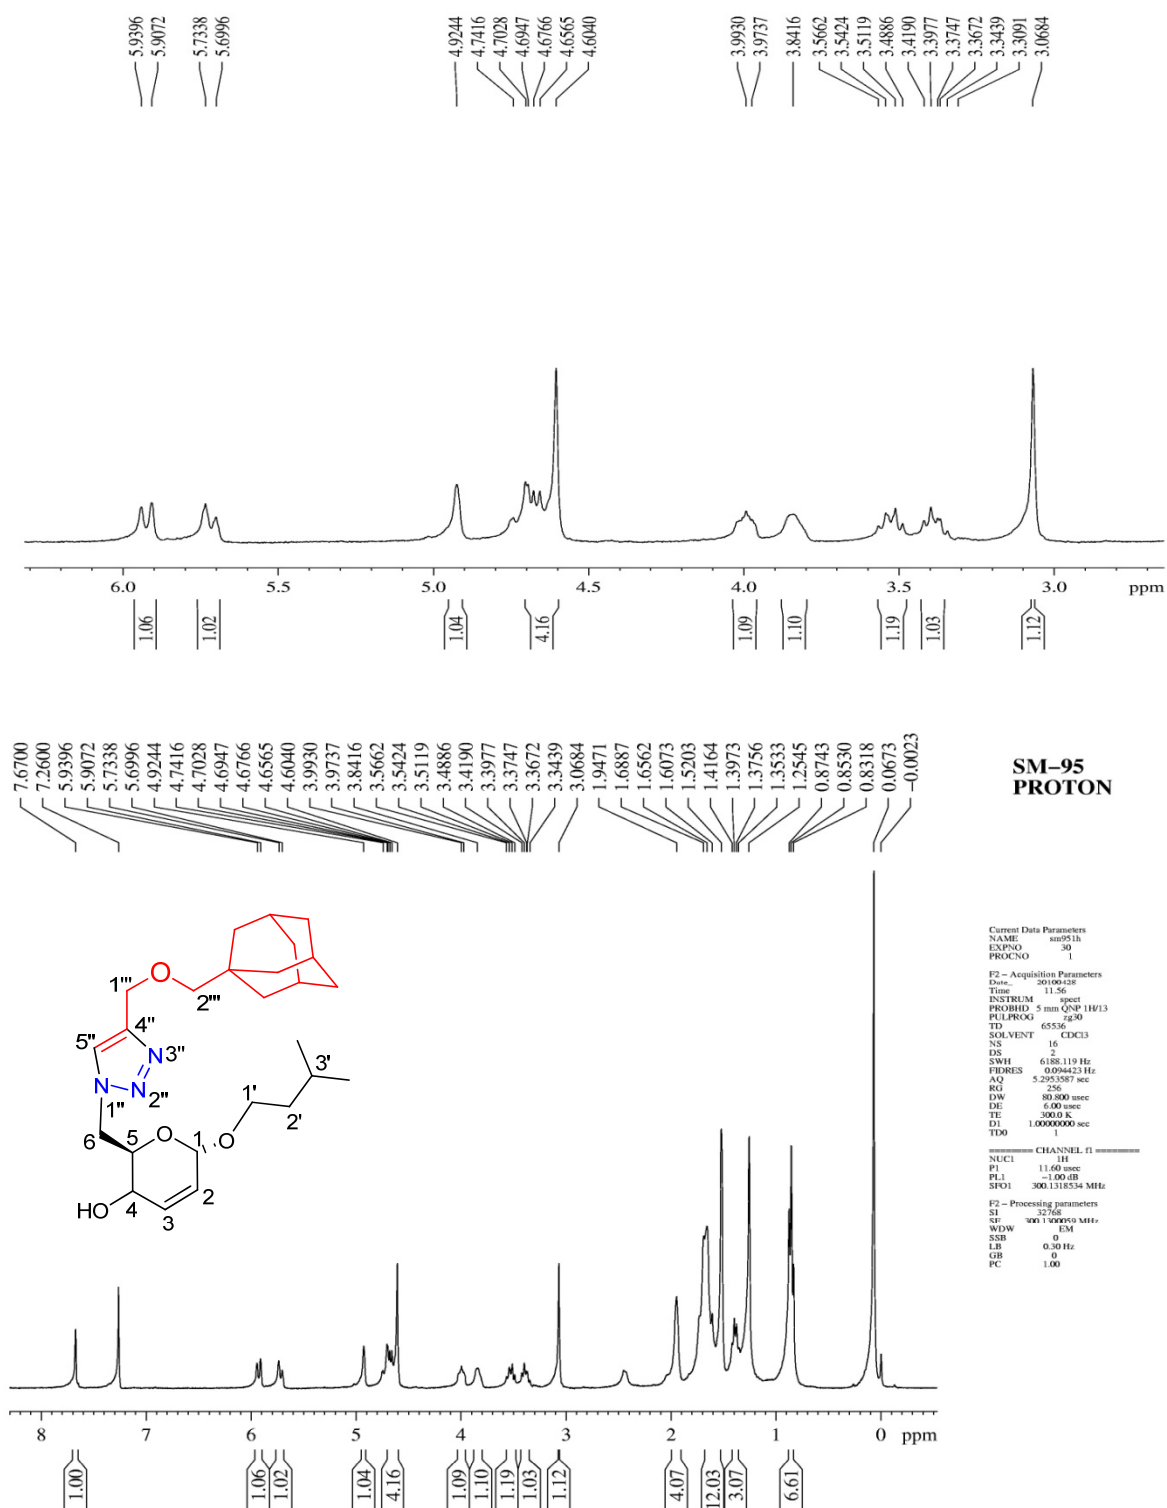 5.9396
5.9072
5.7338
5.6996
4.9244
4.7416
4.7028
4.6947
4.6766
4.6565
4.6040
3.9930
3.9737
3.8416
3.5662
3.5424
3.5119
3.4886
3.4190
3.3977
3.3747
3.3672
3.3439
3.3091
3.0684
6.0 5.5 5.0 4.5 4.0 3.5 3.0 ppm
1.06 1.02 1.04 4.16 1.09 1.10 1.19 1.03 1.12
7.6700
7.2600
5.9396
5.9072
5.7338
5.6996
4.9244
4.7416
4.7028
4.6947
4.6766
4.6565
4.6040
3.9930
3.9737
3.8416
3.5662
3.5424
3.5119
3.4886
3.4190
3.3977
3.3747
3.3672
3.3439
3.0684
1.9471
1.6887
1.6562
1.6073
1.5203
1.4164
1.3973
1.3756
1.3533
1.2545
0.8743
0.8530
0.8318
0.0673
-0.0023
SM-95
PROTON
1'''
O
2'''
4''
5''
N 3''
N N 2''
1''
3'
1'
2'
6
5 O 1 O
HO 4 3 2
Current Data Parameters
NAME sm951h
EXPNO 30
PROCNO 1
F2 - Acquisition Parameters
Date_ 20100428
Time 11.56
INSTRUM spect
PROBHD 5 mm QNP 1H/13
PULPROG zg30
TD 65536
SOLVENT CDCl3
NS 16
DS 2
SWH 6188.119 Hz
FIDRES 0.094423 Hz
AQ 5.2953587 sec
RG 256
DW 80.800 usec
DE 6.00 usec
TE 300.0 K
D1 1.00000000 sec
TD0 1
======== CHANNEL f1 ========
NUC1 1H
P1 11.60 usec
PL1 -1.00 dB
SFO1 300.1318534 MHz
F2 - Processing parameters
SI 32768
SF 300.1300059 MHz
WDW EM
SSB 0
LB 0.30 Hz
GB 0
PC 1.00
8 7 6 5 4 3 2 1 0 ppm
1.00 1.06 1.02 1.04 4.16 1.09 1.10 1.19 1.03 1.12 4.07 12.03 3.07 6.61